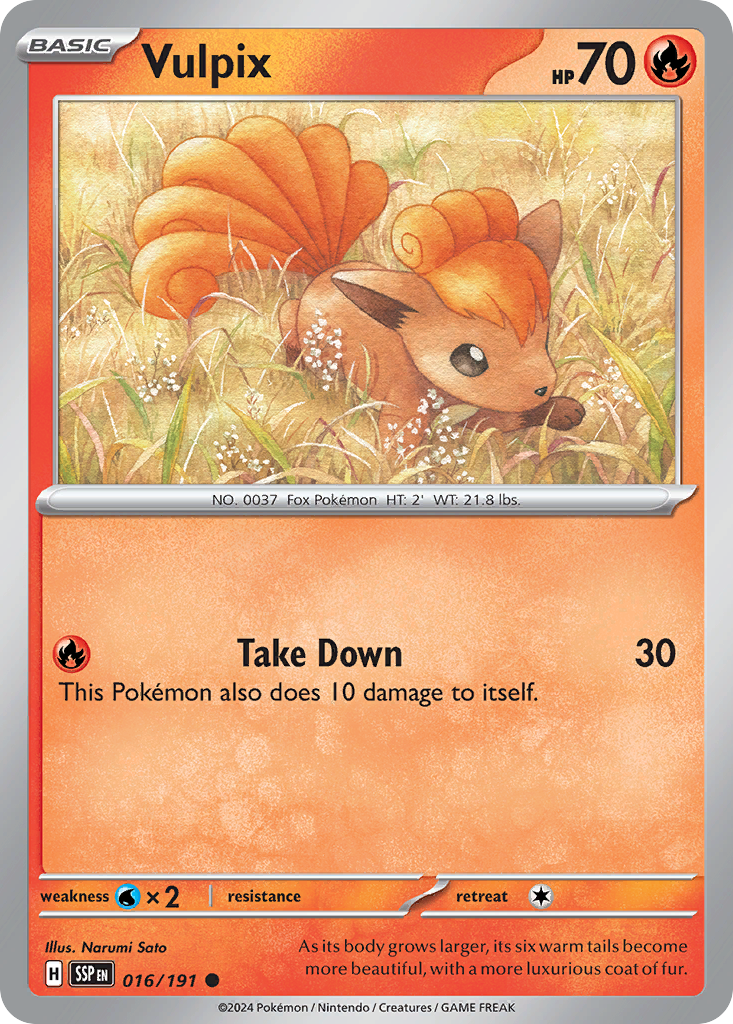 BASIC Vulpix HP 70
NO. 0037 Fox Pokémon HT: 2' WT: 21.8 lbs.
Take Down 30
This Pokémon also does 10 damage to itself.
weakness ×2 resistance retreat
Illus. Narumi Sato
As its body grows larger, its six warm tails become
more beautiful, with a more luxurious coat of fur.
H SSP EN 016/191
©2024 Pokémon / Nintendo / Creatures / GAME FREAK